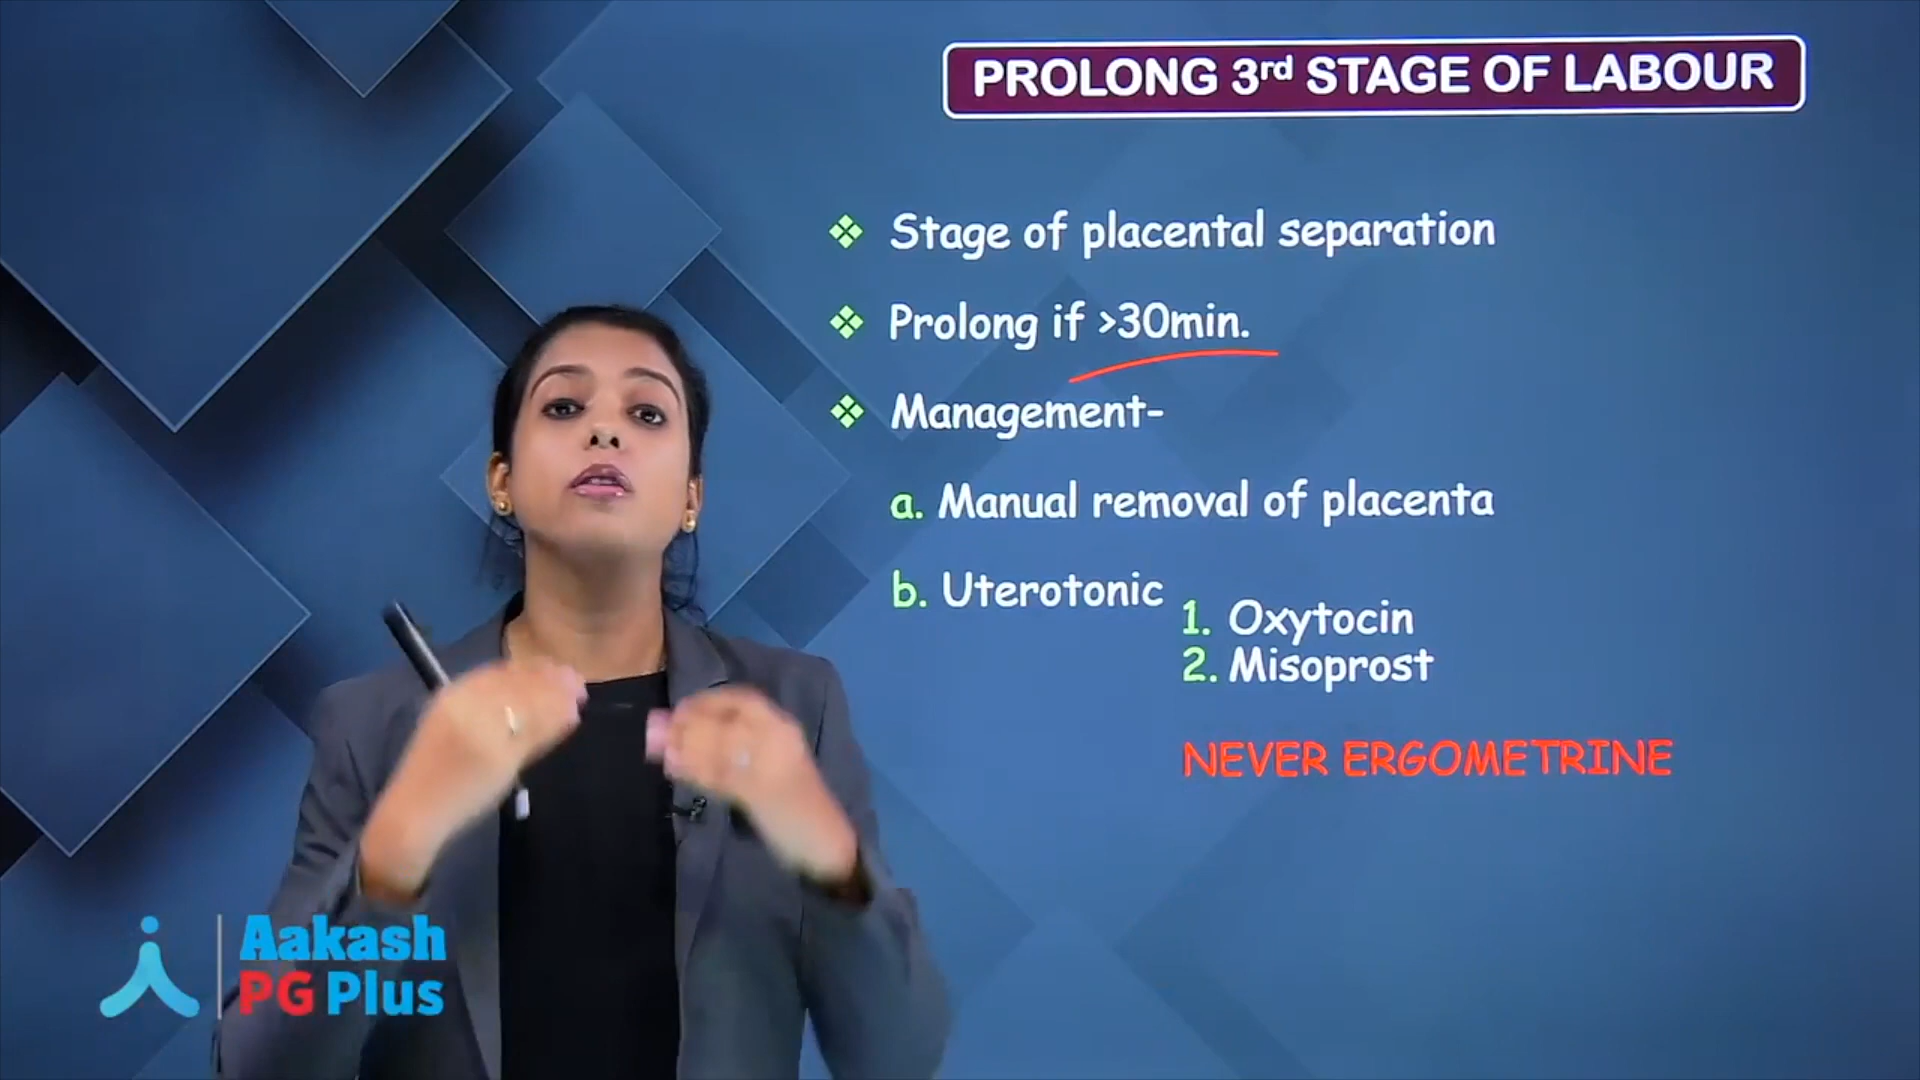 PROLONG 3rd STAGE OF LABOUR
Stage of placental separation
Prolong if >30min.
Management-
a. Manual removal of placenta
b. Uterotonic
1. Oxytocin
2. Misoprost
NEVER ERGOMETRINE
Aakash
PG Plus